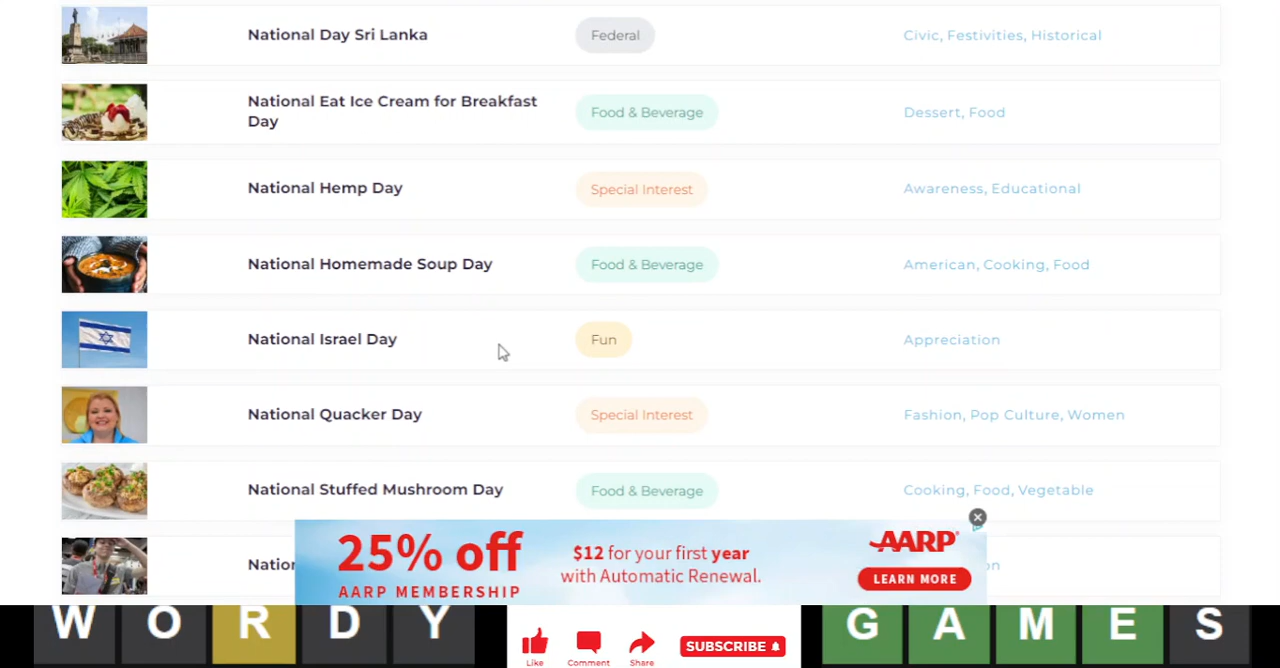 National Day Sri Lanka
Federal
Civic, Festivities, Historical
National Eat Ice Cream for Breakfast
Day
Food & Beverage
Dessert, Food
National Hemp Day
Special Interest
Awareness, Educational
National Homemade Soup Day
Food & Beverage
American, Cooking, Food
National Israel Day
Fun
Appreciation
National Quacker Day
Special Interest
Fashion, Pop Culture, Women
National Stuffed Mushroom Day
Food & Beverage
Cooking, Food, Vegetable
25% off
AARP MEMBERSHIP
$12 for your first year
with Automatic Renewal.
AARP
LEARN MORE
WORDY
Like
Comment
Share
SUBSCRIBE
GAMES